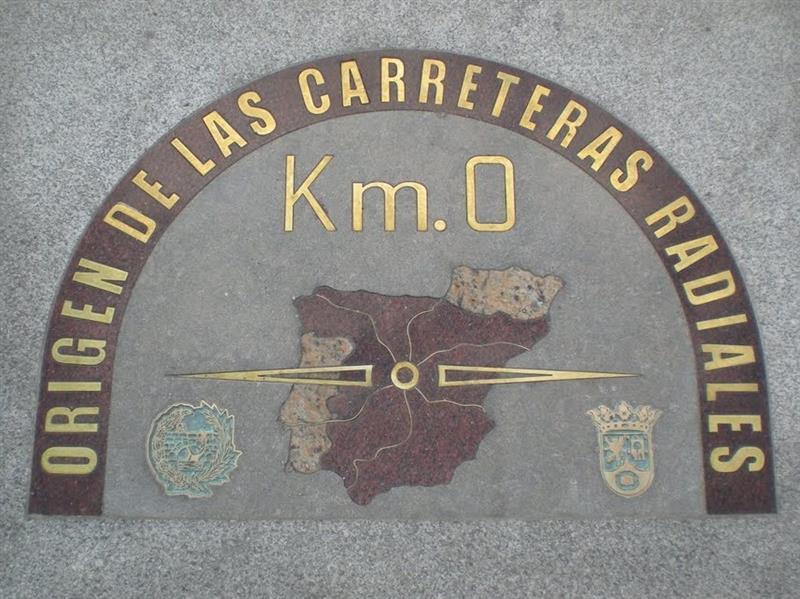 ORIGEN DE LAS CARRETERAS RADIALES
Km. 0